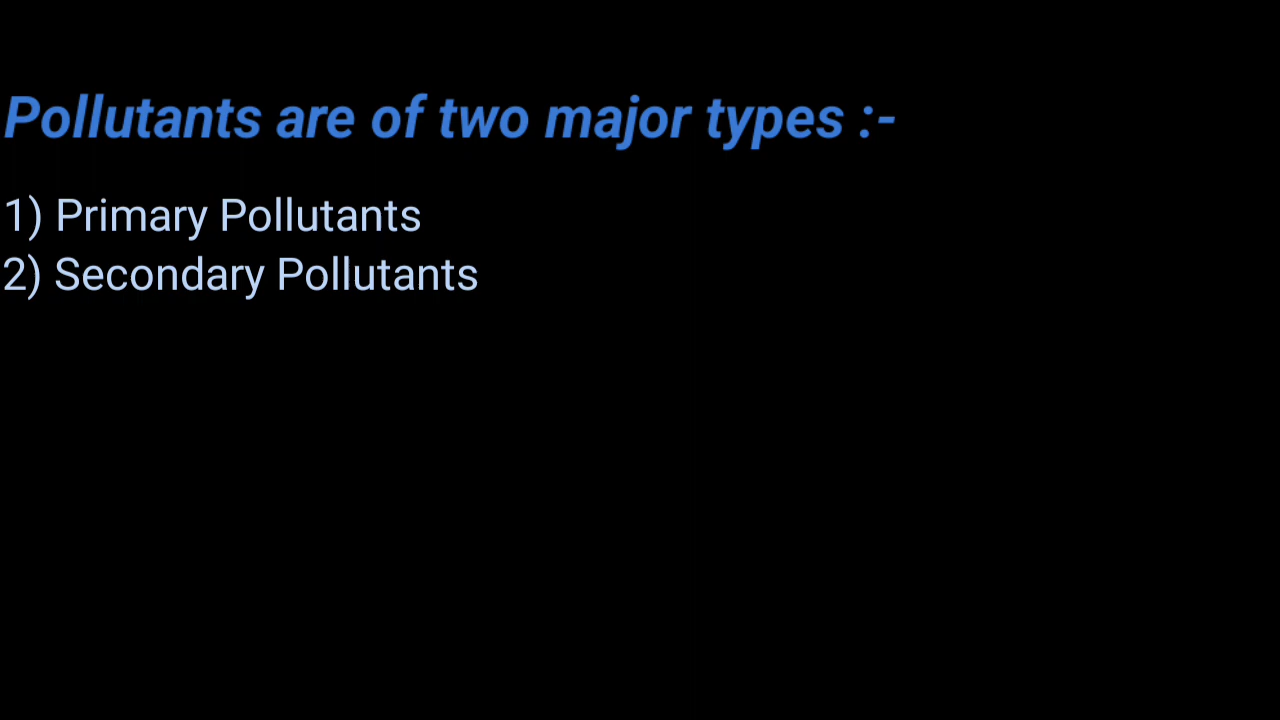 Pollutants are of two major types :-
1) Primary Pollutants
2) Secondary Pollutants